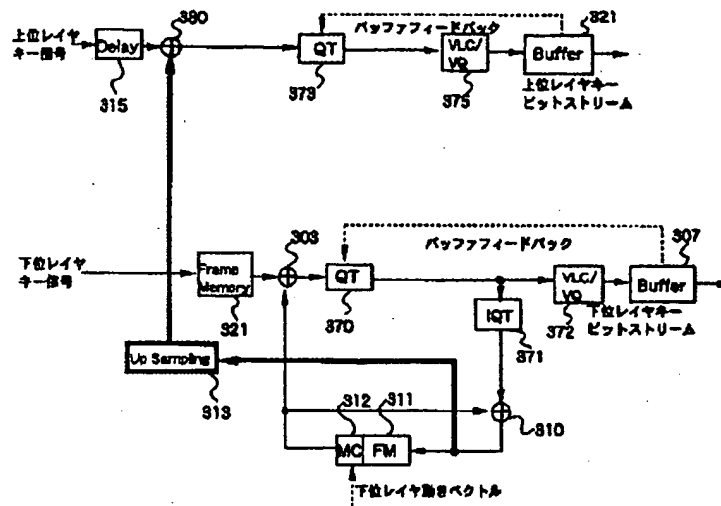 上位レイヤ
キー信号
Delay
315
380
QT
373
バッファフィードバック
VLC/
VQ
375
Buffer
321
上位レイヤキー
ビットストリーム
下位レイヤ
キー信号
Frame
Memory
321
303
QT
370
バッファフィードバック
VLC/
VQ
372
307
Buffer
下位レイヤキー
ビットストリーム
IQT
371
Up Sampling
313
312
311
MC
FM
310
下位レイヤ動きベクトル